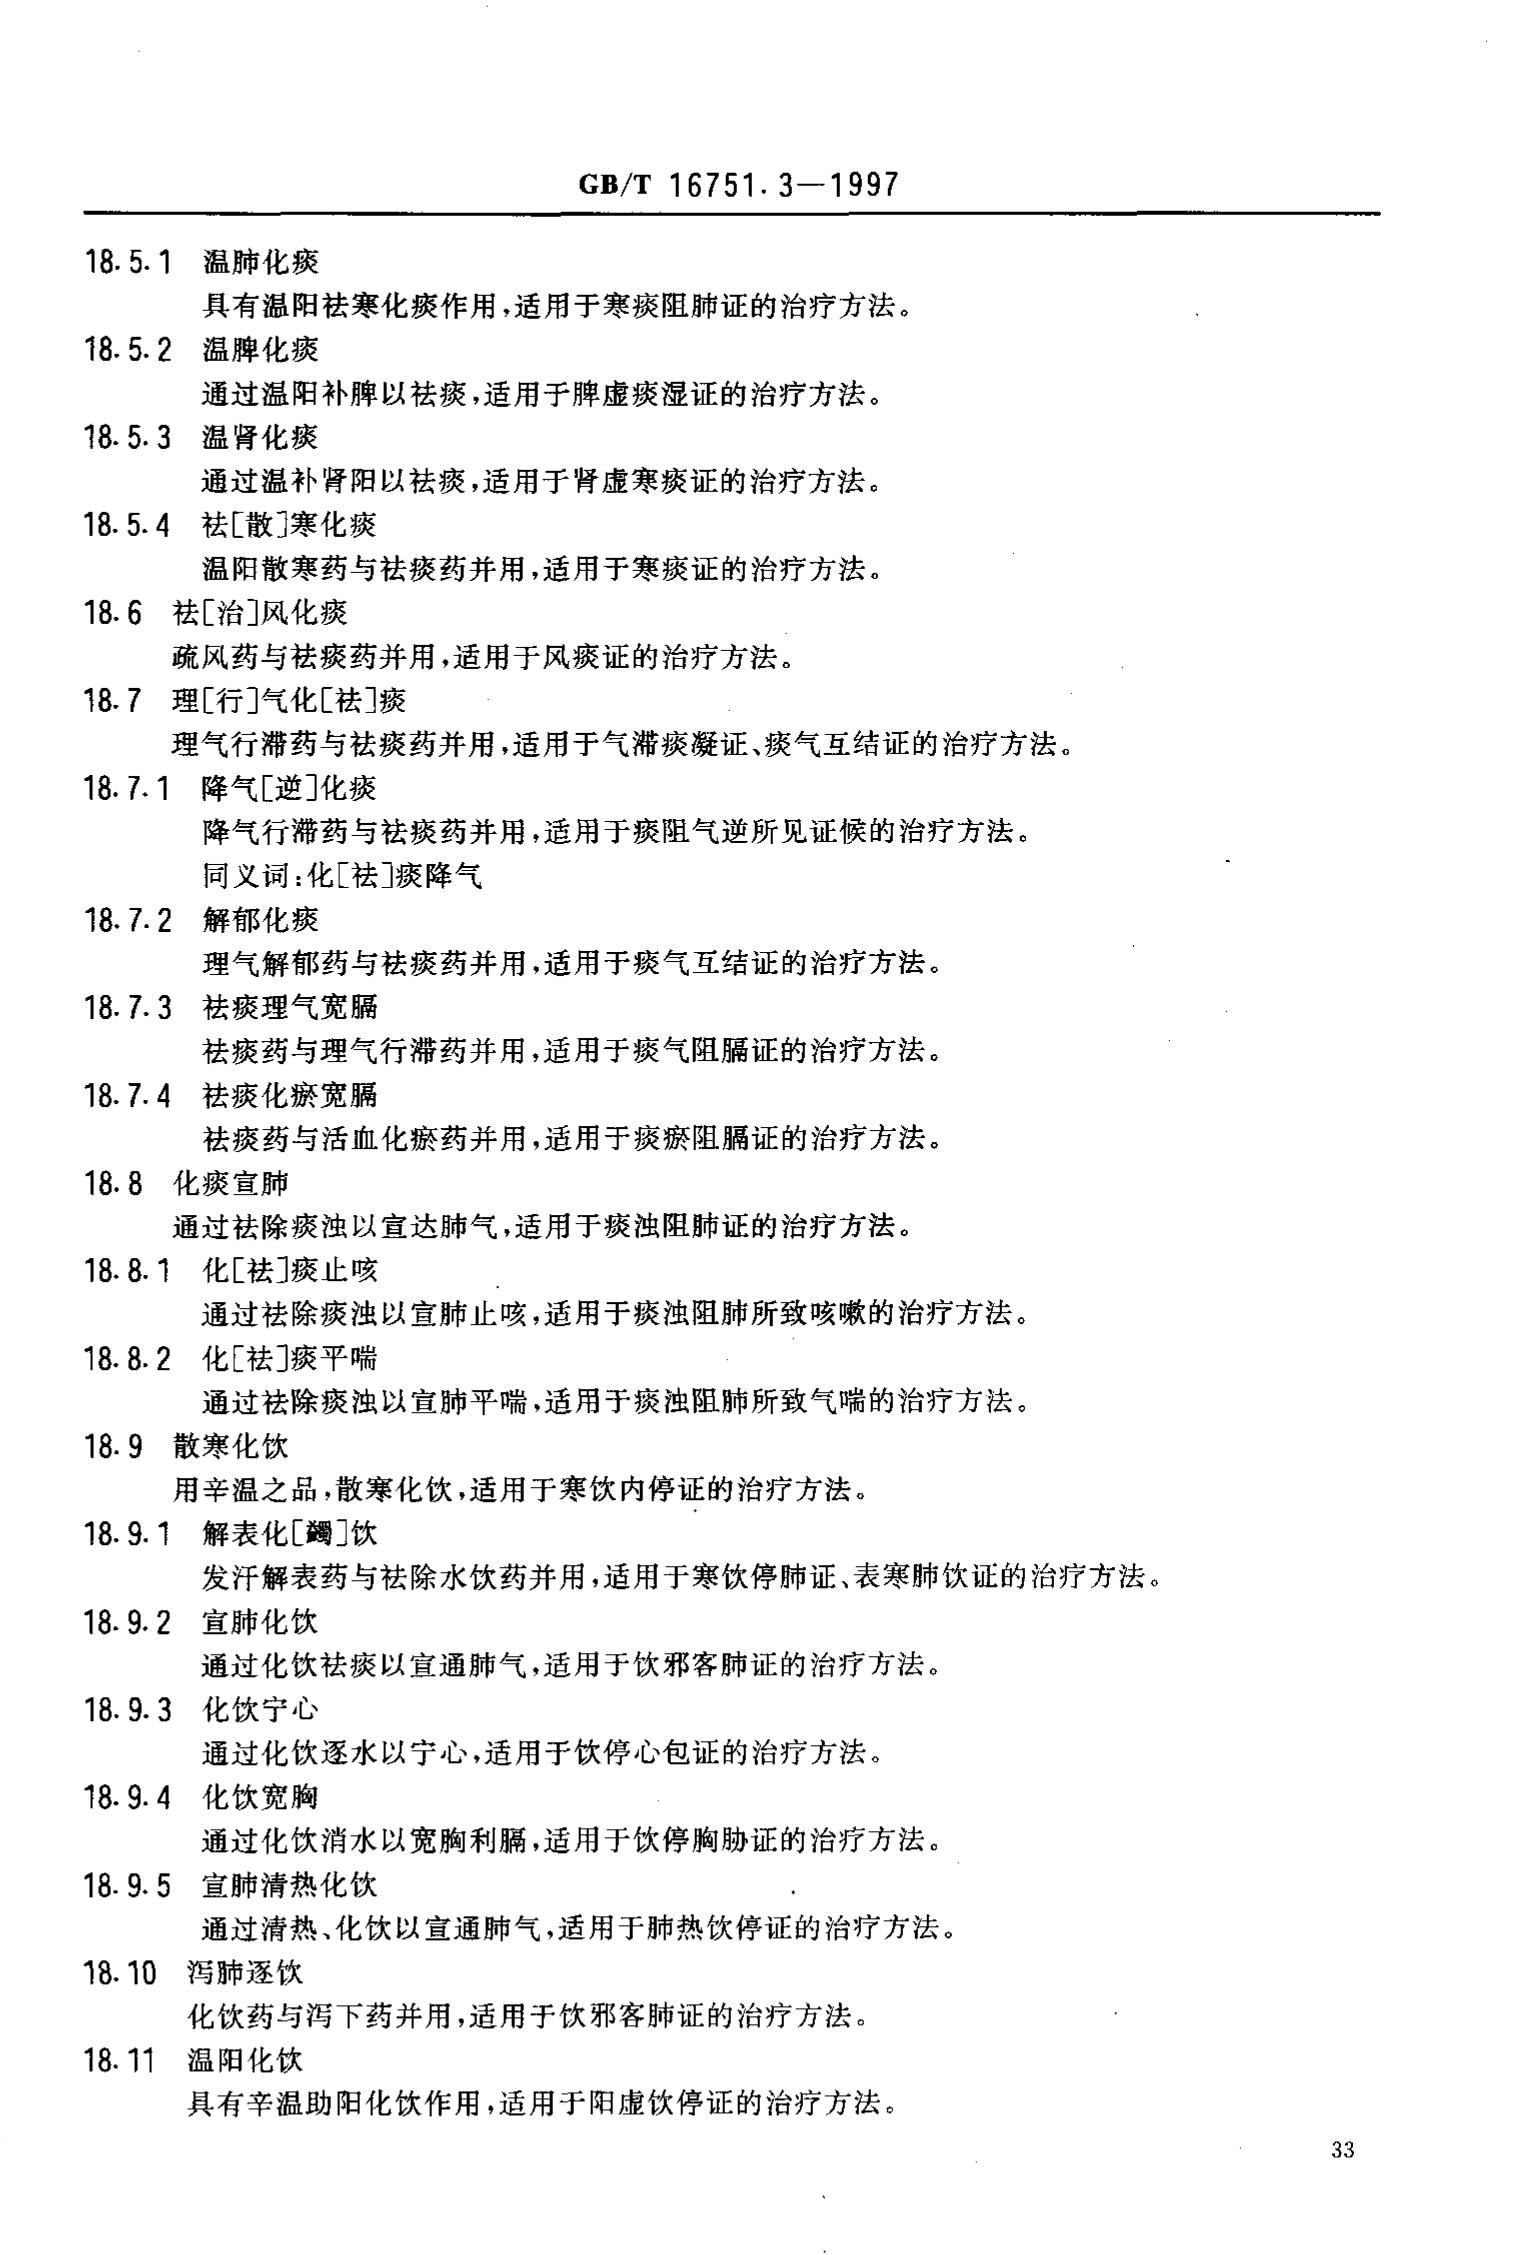 GB/T 16751.3—1997
18.5.1 温肺化痰
具有温阳祛寒化痰作用,适用于寒痰阻肺证的治疗方法。
18.5.2 温脾化痰
通过温阳补脾以祛痰,适用于脾虚痰湿证的治疗方法。
18.5.3 温肾化痰
通过温补肾阳以祛痰,适用于肾虚寒痰证的治疗方法。
18.5.4 祛[散]寒化痰
温阳散寒药与祛痰药并用,适用于寒痰证的治疗方法。
18.6 祛[治]风化痰
疏风药与祛痰药并用,适用于风痰证的治疗方法。
18.7 理[行]气化[祛]痰
理气行滞药与祛痰药并用,适用于气滞痰凝证、痰气互结证的治疗方法。
18.7.1 降气[逆]化痰
降气行滞药与祛痰药并用,适用于痰阻气逆所见证候的治疗方法。
同义词:化[祛]痰降气
18.7.2 解郁化痰
理气解郁药与祛痰药并用,适用于痰气互结证的治疗方法。
18.7.3 祛痰理气宽膈
祛痰药与理气行滞药并用,适用于痰气阻膈证的治疗方法。
18.7.4 祛痰化瘀宽膈
祛痰药与活血化瘀药并用,适用于痰瘀阻膈证的治疗方法。
18.8 化痰宣肺
通过祛除痰浊以宣达肺气,适用于痰浊阻肺证的治疗方法。
18.8.1 化[祛]痰止咳
通过祛除痰浊以宣肺止咳,适用于痰浊阻肺所致咳嗽的治疗方法。
18.8.2 化[祛]痰平喘
通过祛除痰浊以宣肺平喘,适用于痰浊阻肺所致气喘的治疗方法。
18.9 散寒化饮
用辛温之品,散寒化饮,适用于寒饮内停证的治疗方法。
18.9.1 解表化[蠲]饮
发汗解表药与祛除水饮药并用,适用于寒饮停肺证、表寒肺饮证的治疗方法。
18.9.2 宣肺化饮
通过化饮祛痰以宣通肺气,适用于饮邪客肺证的治疗方法。
18.9.3 化饮宁心
通过化饮逐水以宁心,适用于饮停心包证的治疗方法。
18.9.4 化饮宽胸
通过化饮消水以宽胸利膈,适用于饮停胸胁证的治疗方法。
18.9.5 宣肺清热化饮
通过清热、化饮以宣通肺气,适用于肺热饮停证的治疗方法。
18.10 泻肺逐饮
化饮药与泻下药并用,适用于饮邪客肺证的治疗方法。
18.11 温阳化饮
具有辛温助阳化饮作用,适用于阳虚饮停证的治疗方法。
33